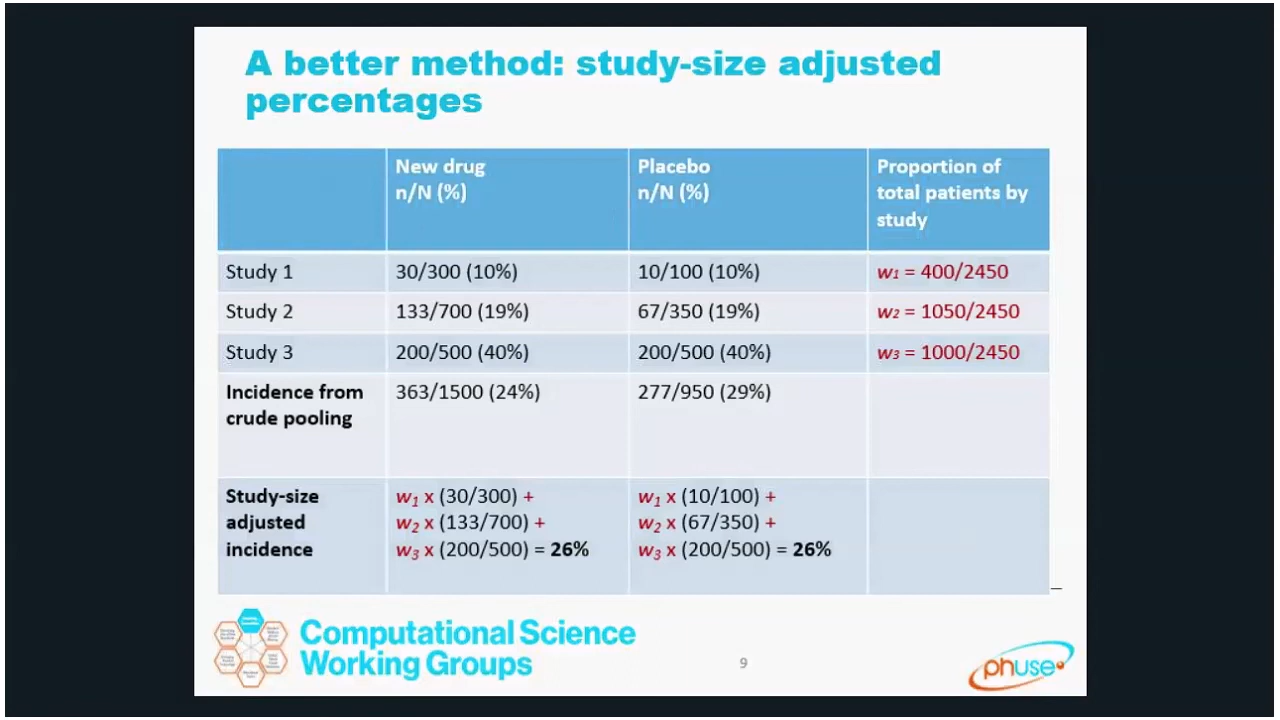 A better method: study-size adjusted
percentages
New drug
n/N (%)
Placebo
n/N (%)
Proportion of
total patients by
study
Study 1
30/300 (10%)
10/100 (10%)
w1 = 400/2450
Study 2
133/700 (19%)
67/350 (19%)
w2 = 1050/2450
Study 3
200/500 (40%)
200/500 (40%)
w3 = 1000/2450
Incidence from
crude pooling
363/1500 (24%)
277/950 (29%)
Study-size
adjusted
incidence
w1 x (30/300) +
w2 x (133/700) +
w3 x (200/500) = 26%
w1 x (10/100) +
w2 x (67/350) +
w3 x (200/500) = 26%
Computational Science
Working Groups
9
phuse